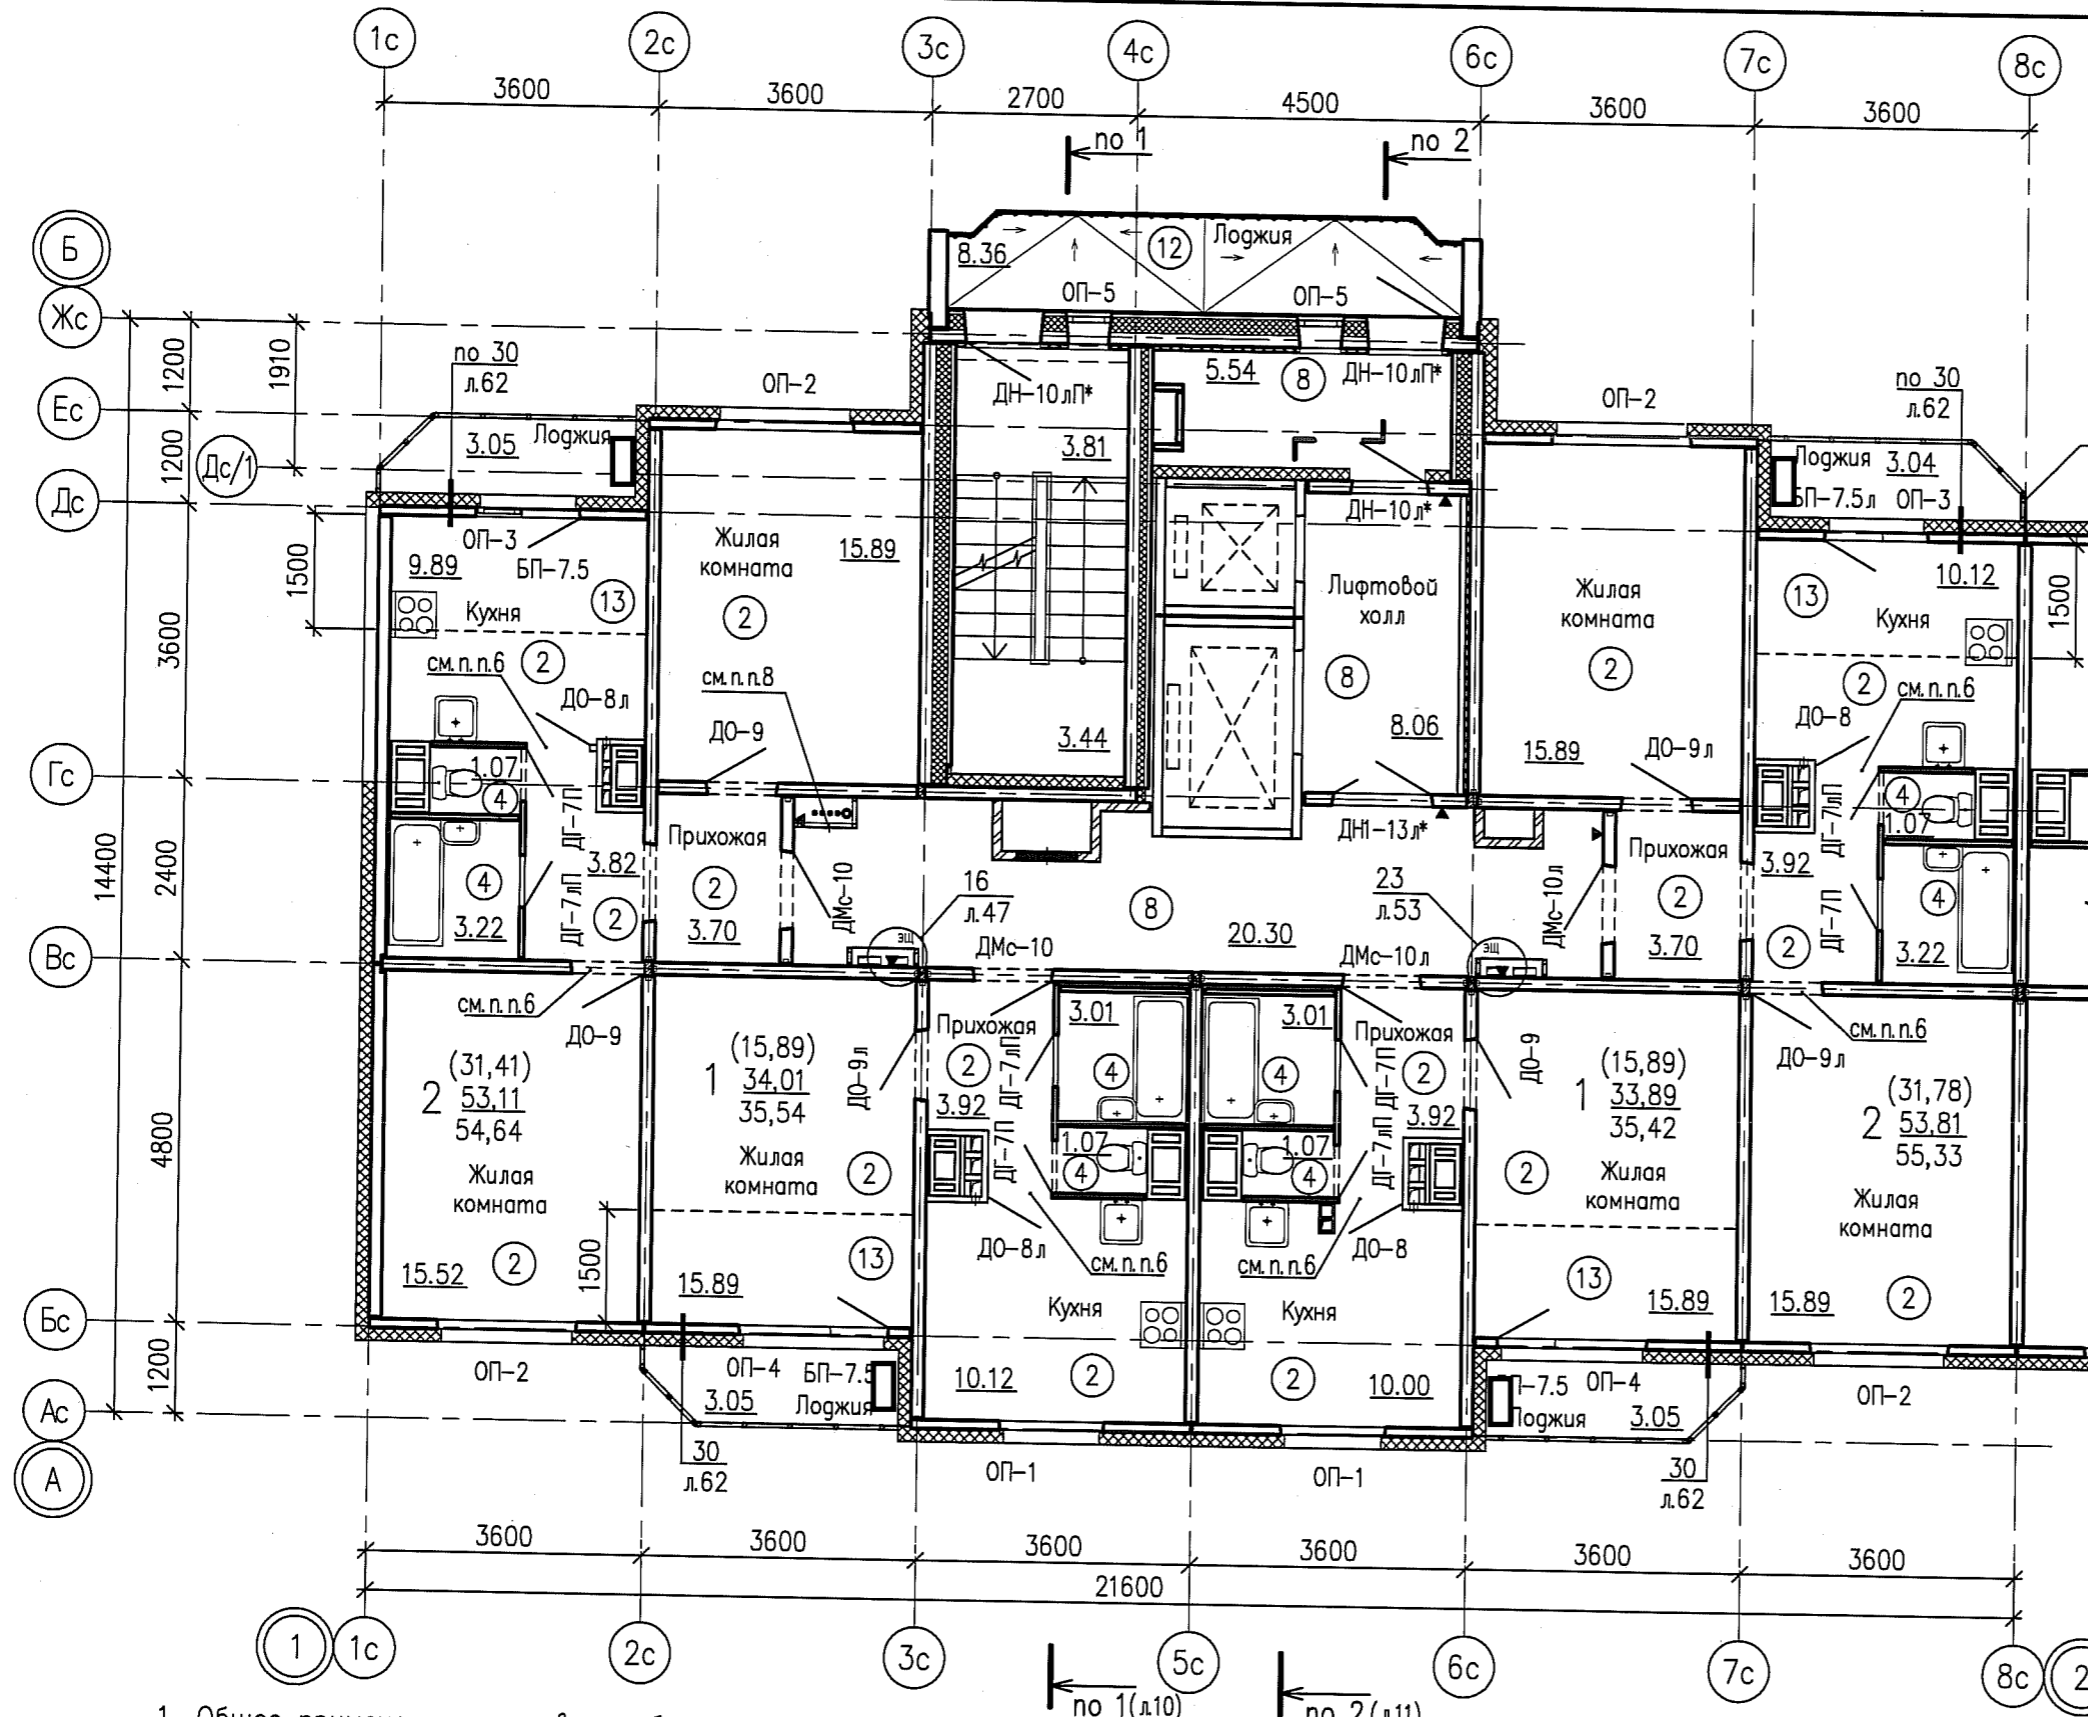 1с 2с 3с 4с 6с 7с 8с
3600 3600 2700 4500 3600 3600
по 1 по 2
Б
Жс
Ес
Дс/1
Дс
Гс
Вс
Бс
Ас
А
1200
1910
1200
1500
3600
14400
2400
4800
1200
8.36 12 Лоджия
ОП-5 ОП-5
по 30
л.62
ОП-2
ДН-10лП*
5.54 8 ДН-10лП*
ОП-2
по 30
л.62
3.05 Лоджия
3.81
Лоджия 3.04
БП-7.5л ОП-3
ОП-3
БП-7.5
9.89
13
Кухня
2
см.п.п.6
ДО-8л
Жилая
комната
15.89
2
см.п.п.8
ДО-9
3.44
ДН-10л*
Лифтовой
холл
8
8.06
Жилая
комната
2
15.89
ДО-9л
10.12
13
Кухня
1500
2
см.п.п.6
ДО-8
1.07
4
ДГ-7П
3.82
4
3.22
ДГ-7лП
2
Прихожая
2
3.70
ДМс-10
16
л.47
эщ
8
20.30
ДМс-10 ДМс-10л
ДН1-13л*
23
л.53
эщ
ДМс-10л
Прихожая
2
3.70
3.92
ДГ-7лП
4
1.07
4
3.22
ДГ-7П
2
см.п.п.6
ДО-9
(31,41)
2 53,11
54,64
Жилая
комната
15.52 2
(15,89)
1 34,01
35,54
Жилая
комната
2
1500
13
15.89
ДО-9л
Прихожая
2
3.92
ДГ-7лП
3.01
4
ДГ-7П
1.07
4
ДО-8л
см.п.п.6
Кухня
10.12 2
3.01
4
Прихожая
2
3.92
ДГ-7П
1.07
4
ДГ-7лП
см.п.п.6
ДО-8
Кухня
2 10.00
ДО-9
(15,89)
1 33,89
35,42
2 Жилая
комната
13
15.89
ДО-9л
см.п.п.6
(31,78)
2 53,81
55,33
Жилая
комната
15.89 2
ОП-2
ОП-4 БП-7.5
3.05 Лоджия
30
л.62
ОП-1 ОП-1
П-7.5 ОП-4
Лоджия 3.05
30
л.62
ОП-2
3600 3600 3600 3600 3600 3600
21600
1 1с 2с 3с 5с 6с 7с 8с 2
по 1(л.10) по 2(л.11)